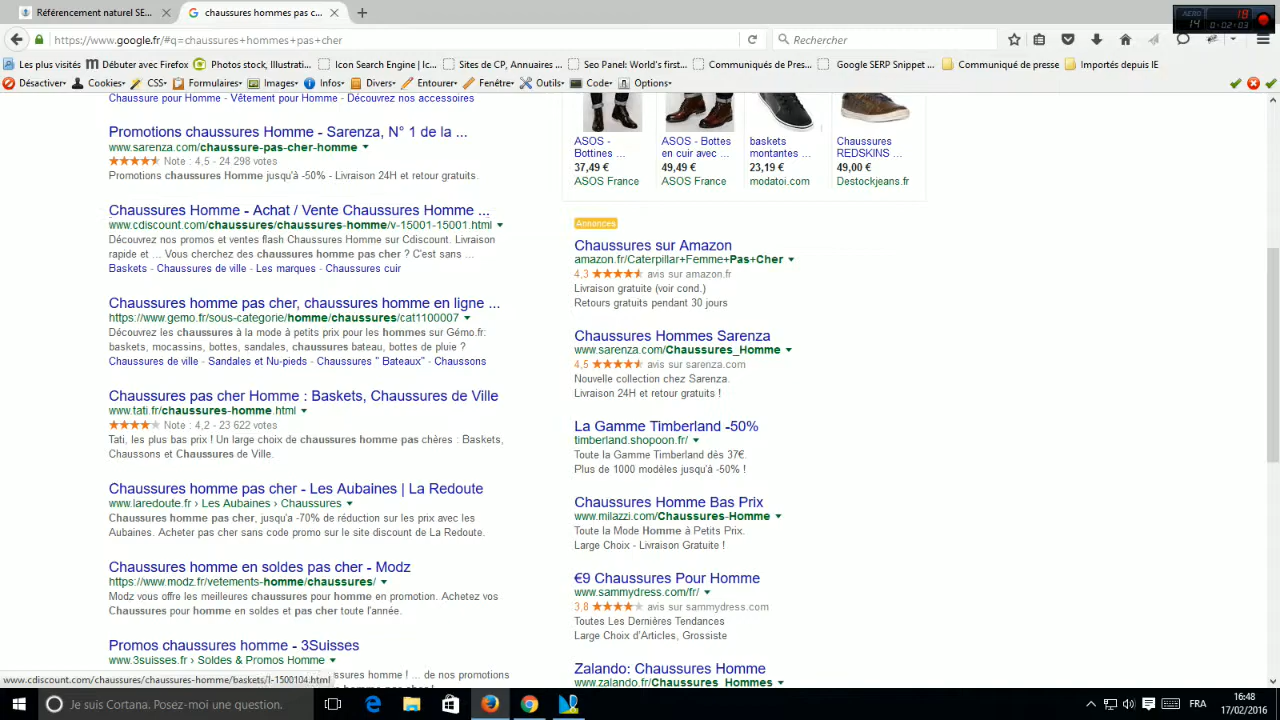 Référencement naturel SE...
chaussures hommes pas c...
AERO 14
18
0:02:03
https://www.google.fr/#q=chaussures+hommes+pas+cher
Rechercher
Les plus visités
Débuter avec Firefox
Photos stock, Illustrati...
Icon Search Engine | Ic...
Sites de CP, Annuaires ...
Seo Panel: World's first...
Communiqués de Pres...
Google SERP Snippet ...
Communiqué de presse
Importés depuis IE
Désactiver
Cookies
CSS
Formulaires
Images
Infos
Divers
Entourer
Fenêtre
Outils
Code
Options
Chaussure pour Homme - Vêtement pour Homme - Découvrez nos accessoires
Promotions chaussures Homme - Sarenza, N° 1 de la ...
www.sarenza.com/chaussure-pas-cher-homme
Note : 4,5 - 24 298 votes
Promotions chaussures Homme jusqu'à -50% - Livraison 24H et retour gratuits.
Chaussures Homme - Achat / Vente Chaussures Homme ...
www.cdiscount.com/chaussures/chaussures-homme/v-15001-15001.html
Découvrez nos promos et ventes flash Chaussures Homme sur Cdiscount. Livraison
rapide et ... Vous cherchez des chaussures homme pas cher ? C'est sans ...
Baskets - Chaussures de ville - Les marques - Chaussures cuir
Chaussures homme pas cher, chaussures homme en ligne ...
https://www.gemo.fr/sous-categorie/homme/chaussures/cat1100007
Découvrez les chaussures à la mode à petits prix pour les hommes sur Gémo.fr:
baskets, mocassins, bottes, sandales, chaussures bateau, bottes de pluie ?
Chaussures de ville - Sandales et Nu-pieds - Chaussures " Bateaux" - Chaussons
Chaussures pas cher Homme : Baskets, Chaussures de Ville
www.tati.fr/chaussures-homme.html
Note : 4,2 - 23 622 votes
Tati, les plus bas prix ! Un large choix de chaussures homme pas chères : Baskets,
Chaussons et Chaussures de Ville.
Chaussures homme pas cher - Les Aubaines | La Redoute
www.laredoute.fr › Les Aubaines › Chaussures
Chaussures homme pas cher, jusqu'a -70% de réduction sur les prix avec les
Aubaines. Acheter pas cher sans code promo sur le site discount de La Redoute.
Chaussures homme en soldes pas cher - Modz
https://www.modz.fr/vetements-homme/chaussures/
Modz vous offre les meilleures chaussures pour homme en promotion. Achetez vos
Chaussures pour homme en soldes et pas cher toute l'année.
Promos chaussures homme - 3Suisses
www.3suisses.fr › Soldes & Promos Homme
haussures homme ! ... de nos promotions
www.cdiscount.com/chaussures/chaussures-homme/baskets/l-1500104.html
ASOS - Bottines ...
37,49 €
ASOS France
ASOS - Bottes en cuir avec ...
49,49 €
ASOS France
baskets montantes ...
23,19 €
modatoi.com
Chaussures REDSKINS ...
49,00 €
Destockjeans.fr
Annonces
Chaussures sur Amazon
amazon.fr/Caterpillar+Femme+Pas+Cher
4,3 avis sur amazon.fr
Livraison gratuite (voir cond.)
Retours gratuits pendant 30 jours
Chaussures Hommes Sarenza
www.sarenza.com/Chaussures_Homme
4,5 avis sur sarenza.com
Nouvelle collection chez Sarenza.
Livraison 24H et retour gratuits !
La Gamme Timberland -50%
timberland.shopoon.fr/
Toute la Gamme Timberland dès 37€.
Plus de 1000 modèles jusqu'à -50% !
Chaussures Homme Bas Prix
www.milazzi.com/Chaussures-Homme
Toute la Mode Homme à Petits Prix.
Large Choix - Livraison Gratuite !
€9 Chaussures Pour Homme
www.sammydress.com/fr/
3,8 avis sur sammydress.com
Toutes Les Dernières Tendances
Large Choix d'Articles, Grossiste
Zalando: Chaussures Homme
www.zalando.fr/Chaussures_Hommes
Je suis Cortana. Posez-moi une question.
FRA
16:48
17/02/2016